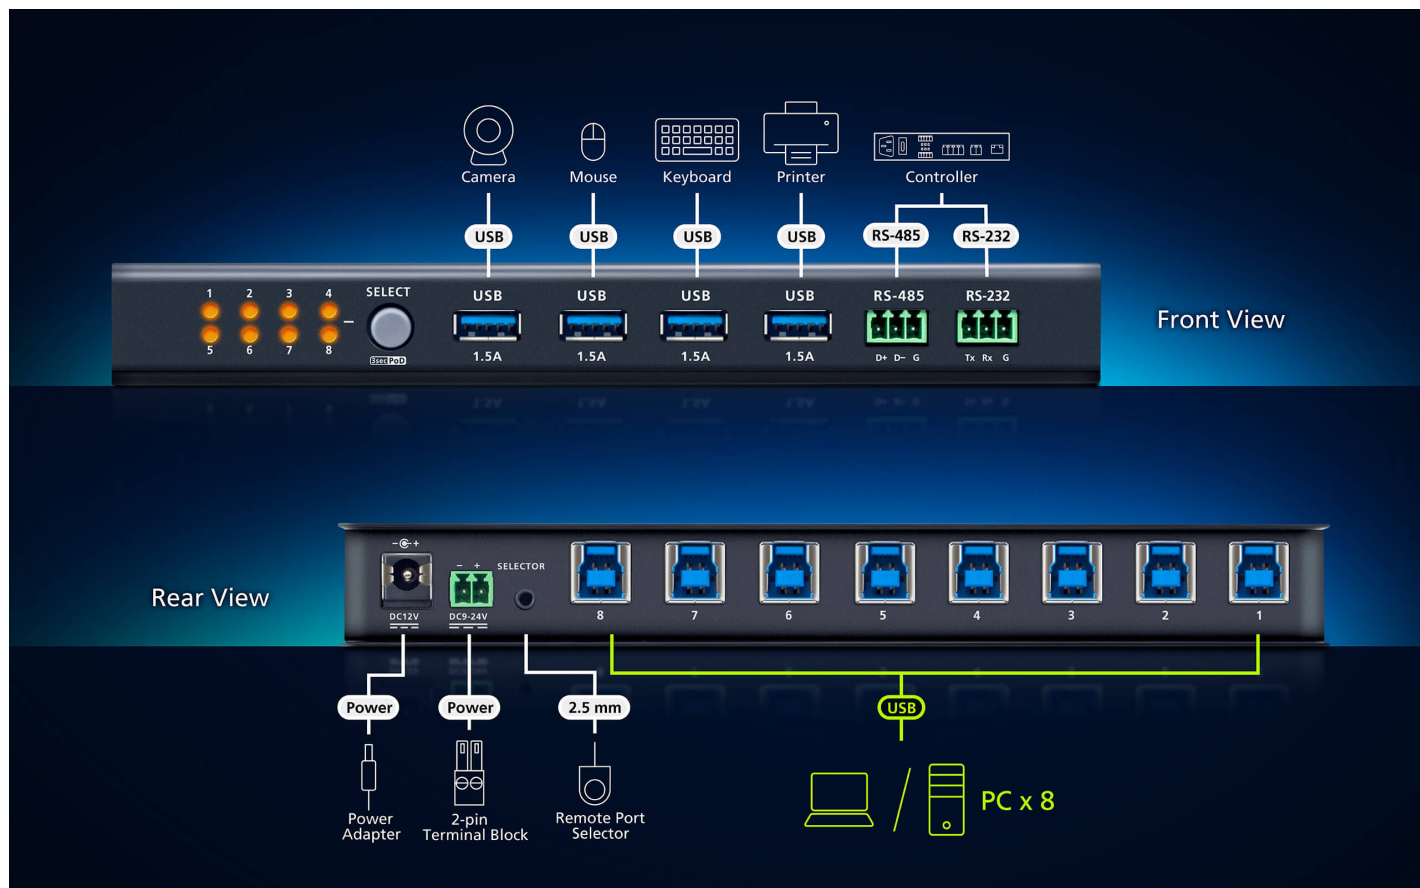 Camera
Mouse
Keyboard
Printer
Controller
USB
USB
USB
USB
RS-485
RS-232
1 2 3 4
SELECT
USB
USB
USB
USB
RS-485
RS-232
5 6 7 8
3sec PoD
1.5A
1.5A
1.5A
1.5A
D+ D- G
Tx Rx G
Front View
Rear View
- +
- +
SELECTOR
DC12V
DC9-24V
8 7 6 5 4 3 2 1
Power
Power
2.5 mm
USB
Power
Adapter
2-pin
Terminal Block
Remote Port
Selector
PC x 8